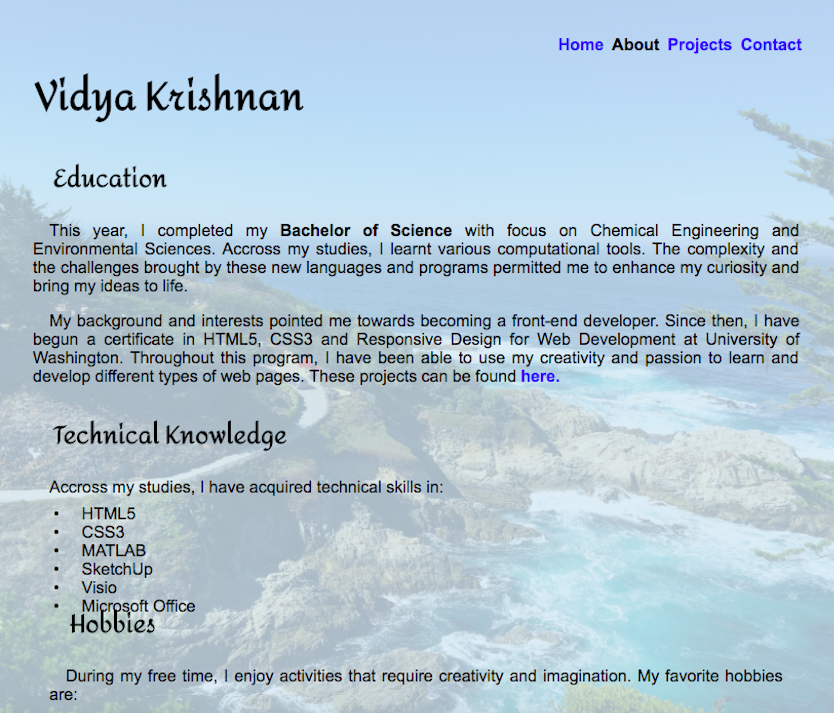 Home About Projects Contact
Vidya Krishnan
Education
This year, I completed my Bachelor of Science with focus on Chemical Engineering and
Environmental Sciences. Accross my studies, I learnt various computational tools. The complexity and
the challenges brought by these new languages and programs permitted me to enhance my curiosity and
bring my ideas to life.
My background and interests pointed me towards becoming a front-end developer. Since then, I have
begun a certificate in HTML5, CSS3 and Responsive Design for Web Development at University of
Washington. Throughout this program, I have been able to use my creativity and passion to learn and
develop different types of web pages. These projects can be found here.
Technical Knowledge
Accross my studies, I have acquired technical skills in:
• HTML5
• CSS3
• MATLAB
• SketchUp
• Visio
• Microsoft Office
Hobbies
During my free time, I enjoy activities that require creativity and imagination. My favorite hobbies
are: